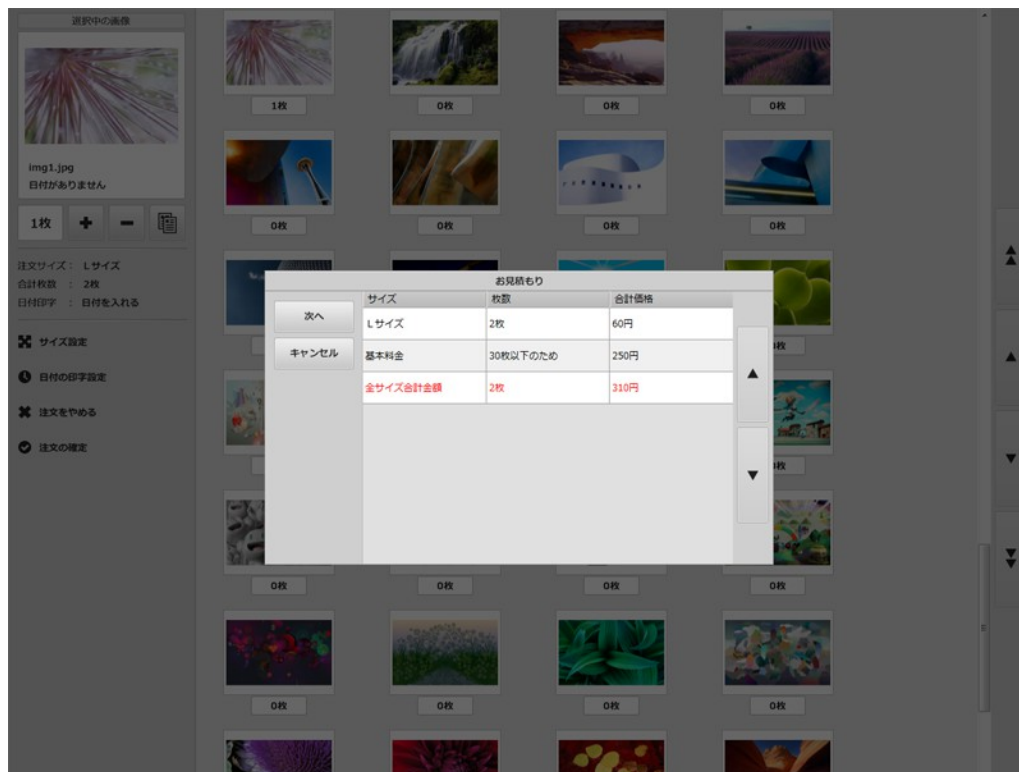 選択中の画像
img1.jpg
日付がありません
1枚
注文サイズ： Lサイズ
合計枚数 ： 2枚
日付印字 ： 日付を入れる
サイズ設定
日付の印字設定
注文をやめる
注文の確定
1枚 0枚 0枚 0枚
0枚 0枚 0枚 0枚
お見積もり
次へ
キャンセル
サイズ 枚数 合計価格
Lサイズ 2枚 60円
基本料金 30枚以下のため 250円
全サイズ合計金額 2枚 310円
0枚 0枚 0枚 0枚
0枚 0枚 0枚 0枚